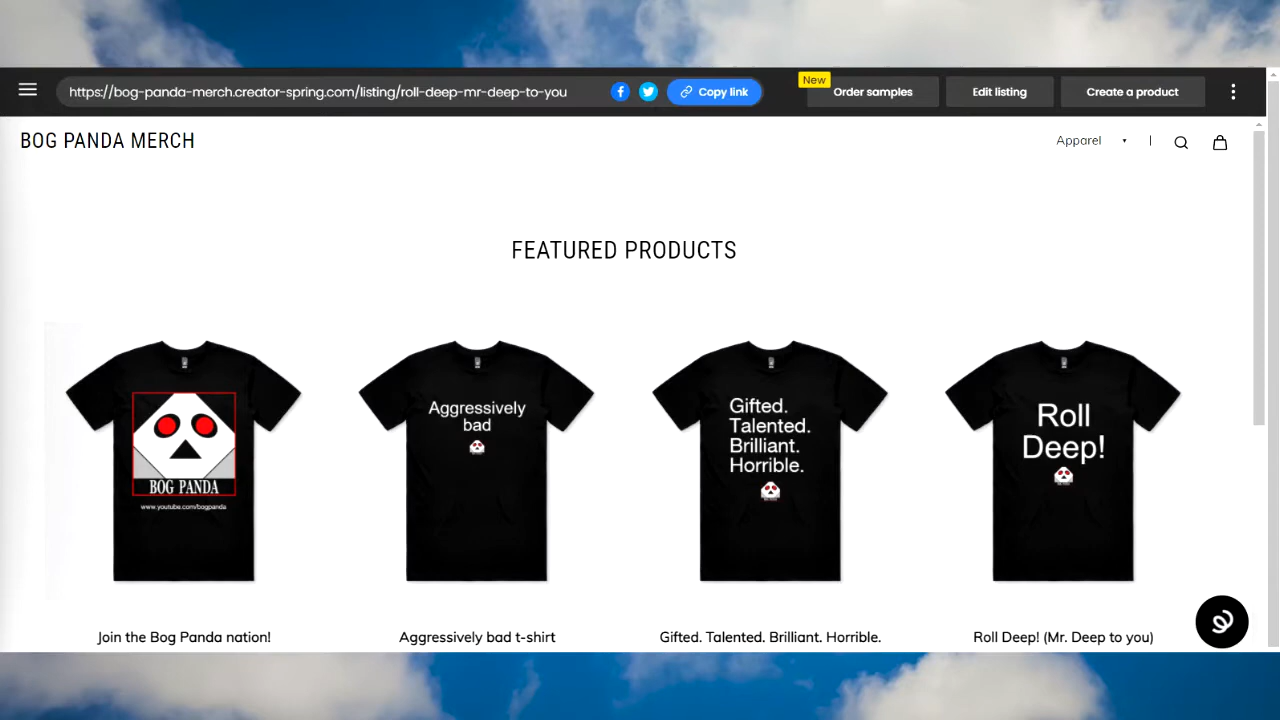 New
https://bog-panda-merch.creator-spring.com/listing/roll-deep-mr-deep-to-you
Copy link
Order samples
Edit listing
Create a product
BOG PANDA MERCH
Apparel
FEATURED PRODUCTS
BOG PANDA
www.youtube.com/bogpanda
Aggressively
bad
Gifted.
Talented.
Brilliant.
Horrible.
Roll
Deep!
Join the Bog Panda nation!
Aggressively bad t-shirt
Gifted. Talented. Brilliant. Horrible.
Roll Deep! (Mr. Deep to you)